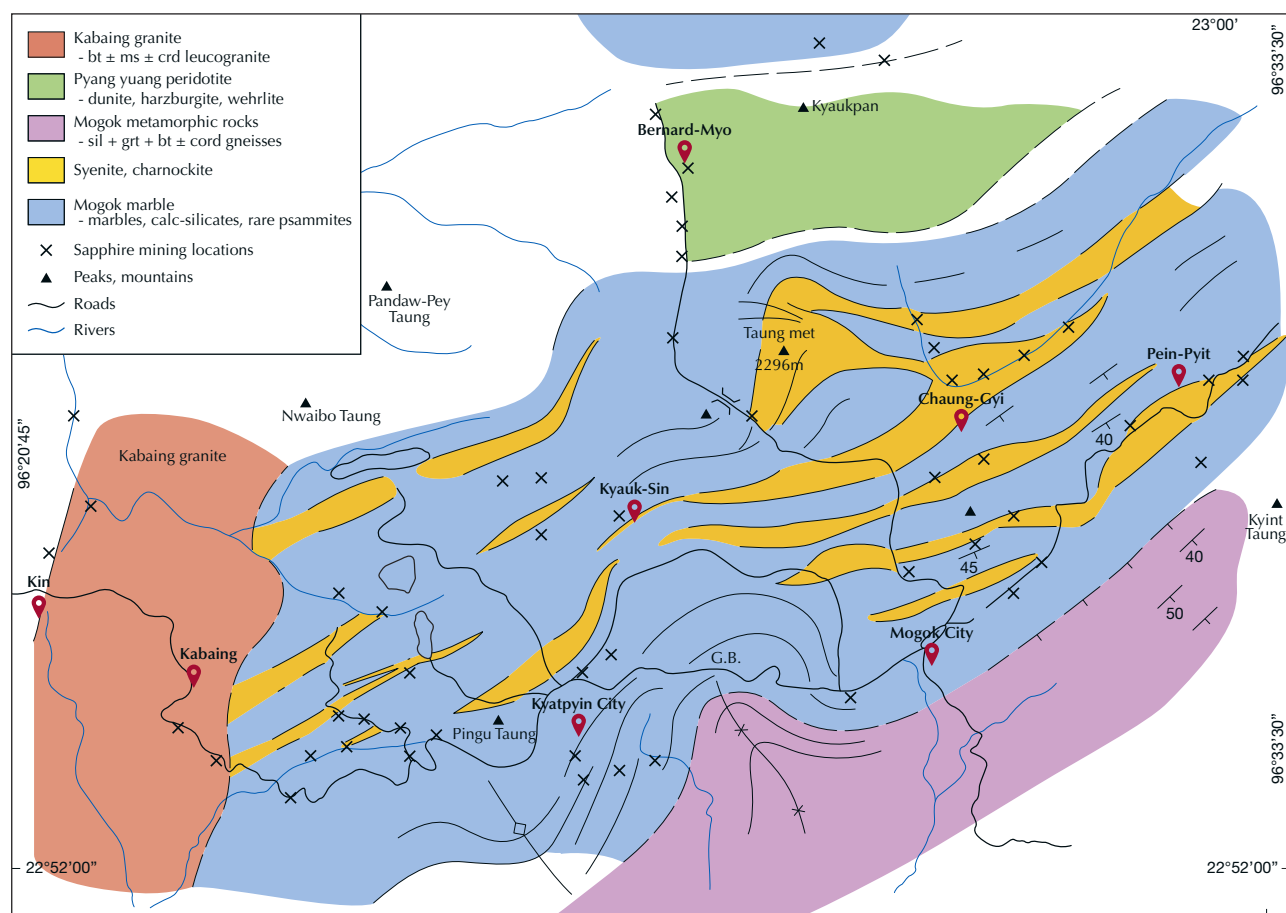 Kabaing granite
- bt ± ms ± crd leucogranite
Pyang yuang peridotite
- dunite, harzburgite, wehrlite
Mogok metamorphic rocks
- sil + grt + bt ± cord gneisses
Syenite, charnockite
Mogok marble
- marbles, calc-silicates, rare psammites
Sapphire mining locations
Peaks, mountains
Roads
Rivers
23°00'
96°33'30"
Kyaukpan
Bernard-Myo
Pandaw-Pey
Taung
Taung met
2296m
Pein-Pyit
Nwaibo Taung
Chaung-Gyi
40
96°20'45"
Kabaing granite
Kyauk-Sin
Kyint
Taung
40
45
Kin
50
Mogok City
Kabaing
G.B.
Kyatpyin City
Pingu Taung
96°33'30"
22°52'00"
22°52'00"